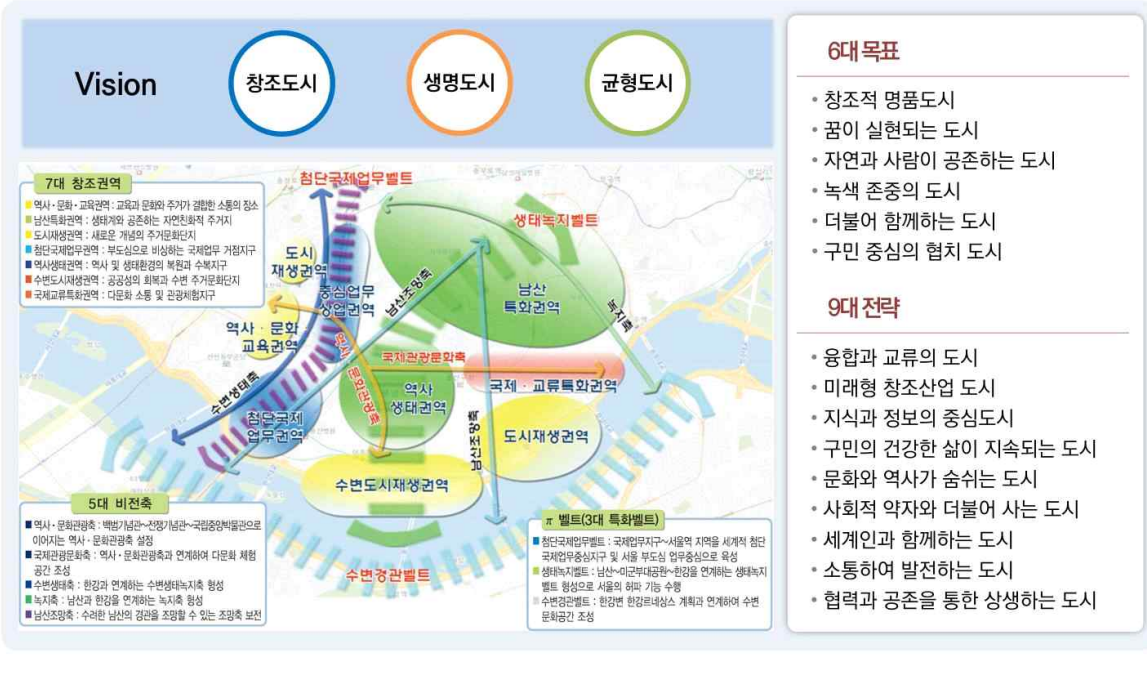 Vision
창조도시
생명도시
균형도시
7대 창조권역
역사·문화·교육권역 : 교육과 문화와 주거가 결합한 소통의 장소
남산특화권역 : 생태계와 공존하는 자연친화적 주거지
도시재생권역 : 새로운 개념의 주거문화단지
첨단국제업무권역 : 부도심으로 비상하는 국제업무 거점지구
역사생태권역 : 역사 및 생태환경의 복원과 수복지구
수변도시재생권역 : 공공성의 회복과 수변 주거문화단지
국제교류특화권역 : 다문화 소통 및 관광체험지구
첨단국제업무벨트
생태녹지벨트
도시
재생권역
중심업무
상업권역
남산조망축
남산
특화권역
녹지축
역사·문화
교육권역
역사·문화관광축
국제관광문화축
국제·교류특화권역
역사
생태권역
수변생태축
첨단국제
업무권역
남산조망축
도시재생권역
수변도시재생권역
수변경관벨트
5대 비전축
역사·문화관광축 : 백범기념관~전쟁기념관~국립중앙박물관으로
이어지는 역사·문화관광축 설정
국제관광문화축 : 역사·문화관광축과 연계하여 다문화 체험
공간 조성
수변생태축 : 한강과 연계하는 수변생태녹지축 형성
녹지축 : 남산과 한강을 연계하는 녹지축 형성
남산조망축 : 수려한 남산의 경관을 조망할 수 있는 조망축 보전
π 벨트(3대 특화벨트)
첨단국제업무벨트 : 국제업무지구~서울역 지역을 세계적 첨단
국제업무중심지구 및 서울 부도심 업무중심으로 육성
생태녹지벨트 : 남산~미군부대공원~한강을 연계하는 생태녹지
벨트 형성으로 서울의 허파 기능 수행
수변경관벨트 : 한강변 한강르네상스 계획과 연계하여 수변
문화공간 조성
6대 목표
• 창조적 명품도시
• 꿈이 실현되는 도시
• 자연과 사람이 공존하는 도시
• 녹색 존중의 도시
• 더불어 함께하는 도시
• 구민 중심의 협치 도시
9대 전략
• 융합과 교류의 도시
• 미래형 창조산업 도시
• 지식과 정보의 중심도시
• 구민의 건강한 삶이 지속되는 도시
• 문화와 역사가 숨쉬는 도시
• 사회적 약자와 더불어 사는 도시
• 세계인과 함께하는 도시
• 소통하여 발전하는 도시
• 협력과 공존을 통한 상생하는 도시